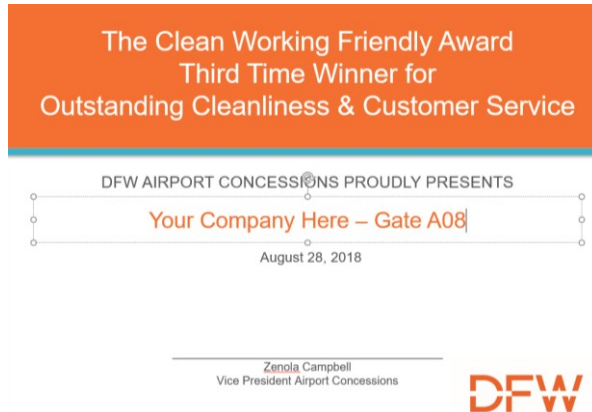 The Clean Working Friendly Award
Third Time Winner for
Outstanding Cleanliness & Customer Service
DFW AIRPORT CONCESSIONS PROUDLY PRESENTS
Your Company Here – Gate A08
August 28, 2018
Zenola Campbell
Vice President Airport Concessions
DFW